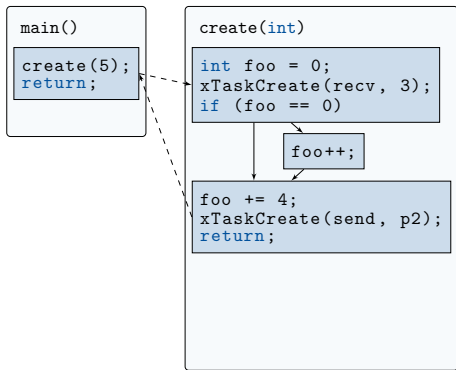 main()
create(5);
return;
create(int)
int foo = 0;
xTaskCreate(recv, 3);
if (foo == 0)
foo++;
foo += 4;
xTaskCreate(send, p2);
return;